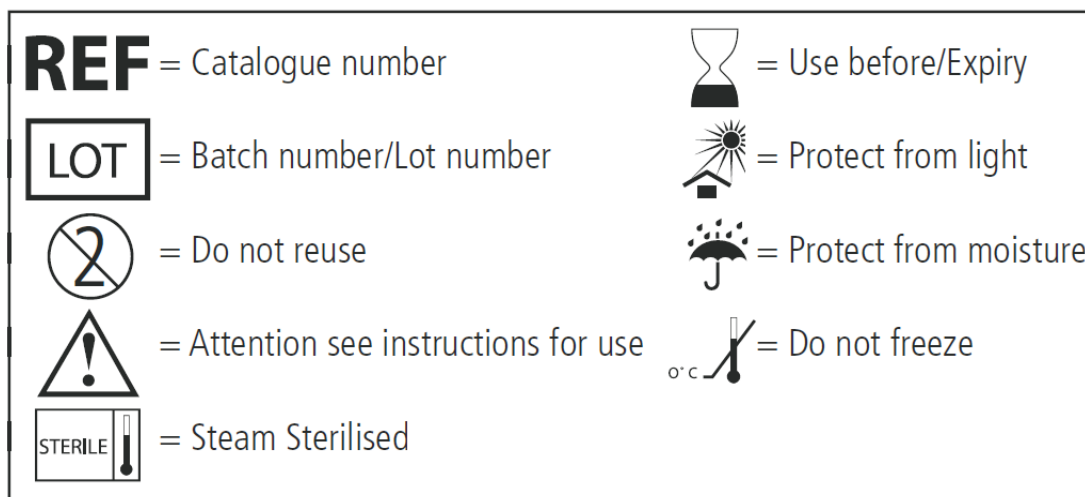 REF = Catalogue number
LOT = Batch number/Lot number
2 = Do not reuse
! = Attention see instructions for use
STERILE = Steam Sterilised
= Use before/Expiry
= Protect from light
= Protect from moisture
0°C = Do not freeze